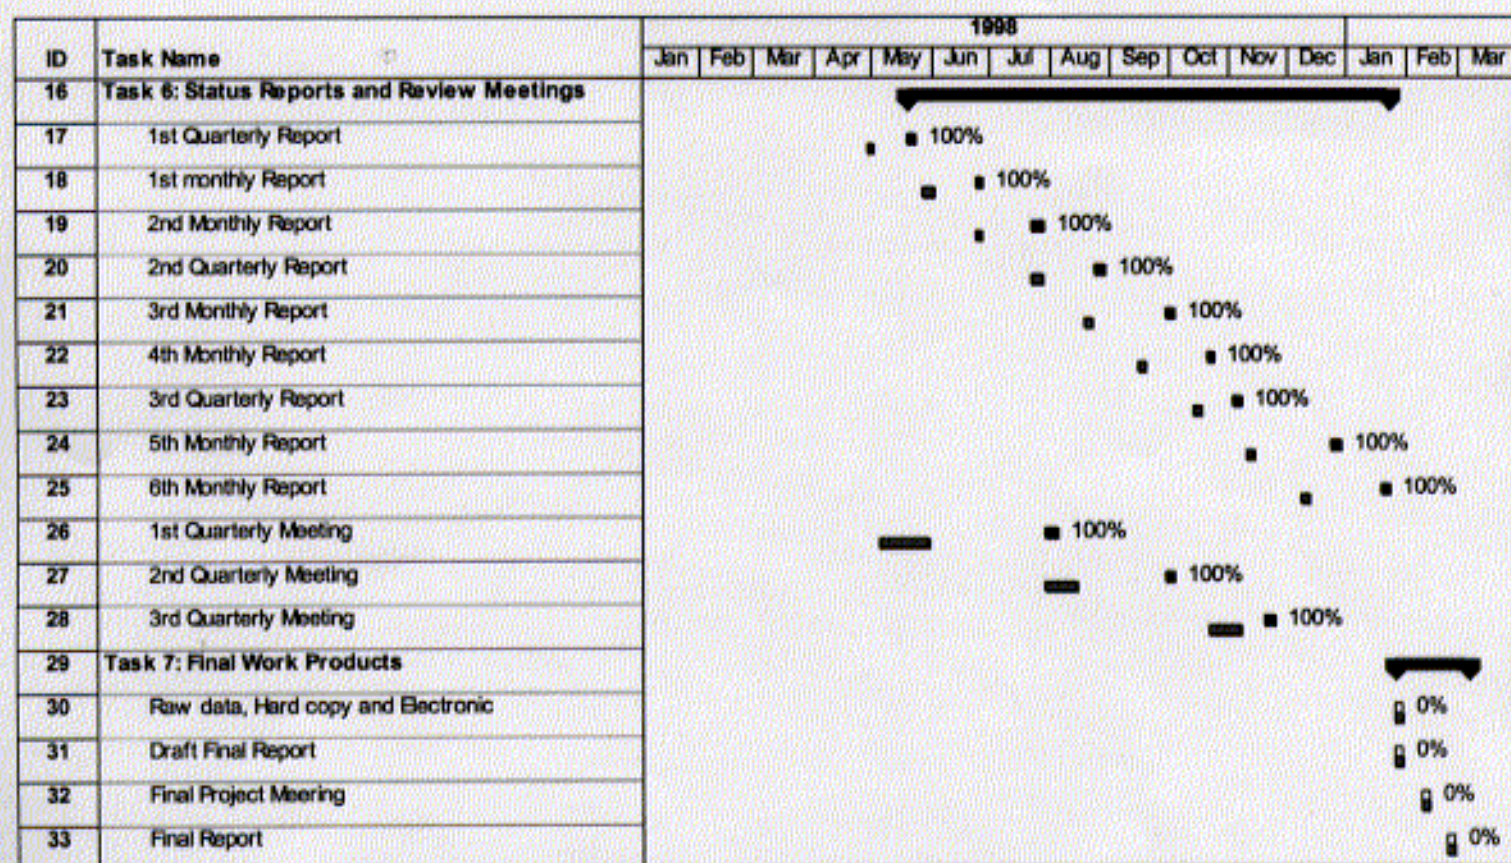 1998
ID Task Name Jan Feb Mar Apr May Jun Jul Aug Sep Oct Nov Dec Jan Feb Mar
16 Task 6: Status Reports and Review Meetings
17 1st Quarterly Report 100%
18 1st monthly Report 100%
19 2nd Monthly Report 100%
20 2nd Quarterly Report 100%
21 3rd Monthly Report 100%
22 4th Monthly Report 100%
23 3rd Quarterly Report 100%
24 5th Monthly Report 100%
25 6th Monthly Report 100%
26 1st Quarterly Meeting 100%
27 2nd Quarterly Meeting 100%
28 3rd Quarterly Meeting 100%
29 Task 7: Final Work Products
30 Raw data, Hard copy and Electronic 0%
31 Draft Final Report 0%
32 Final Project Meering 0%
33 Final Report 0%